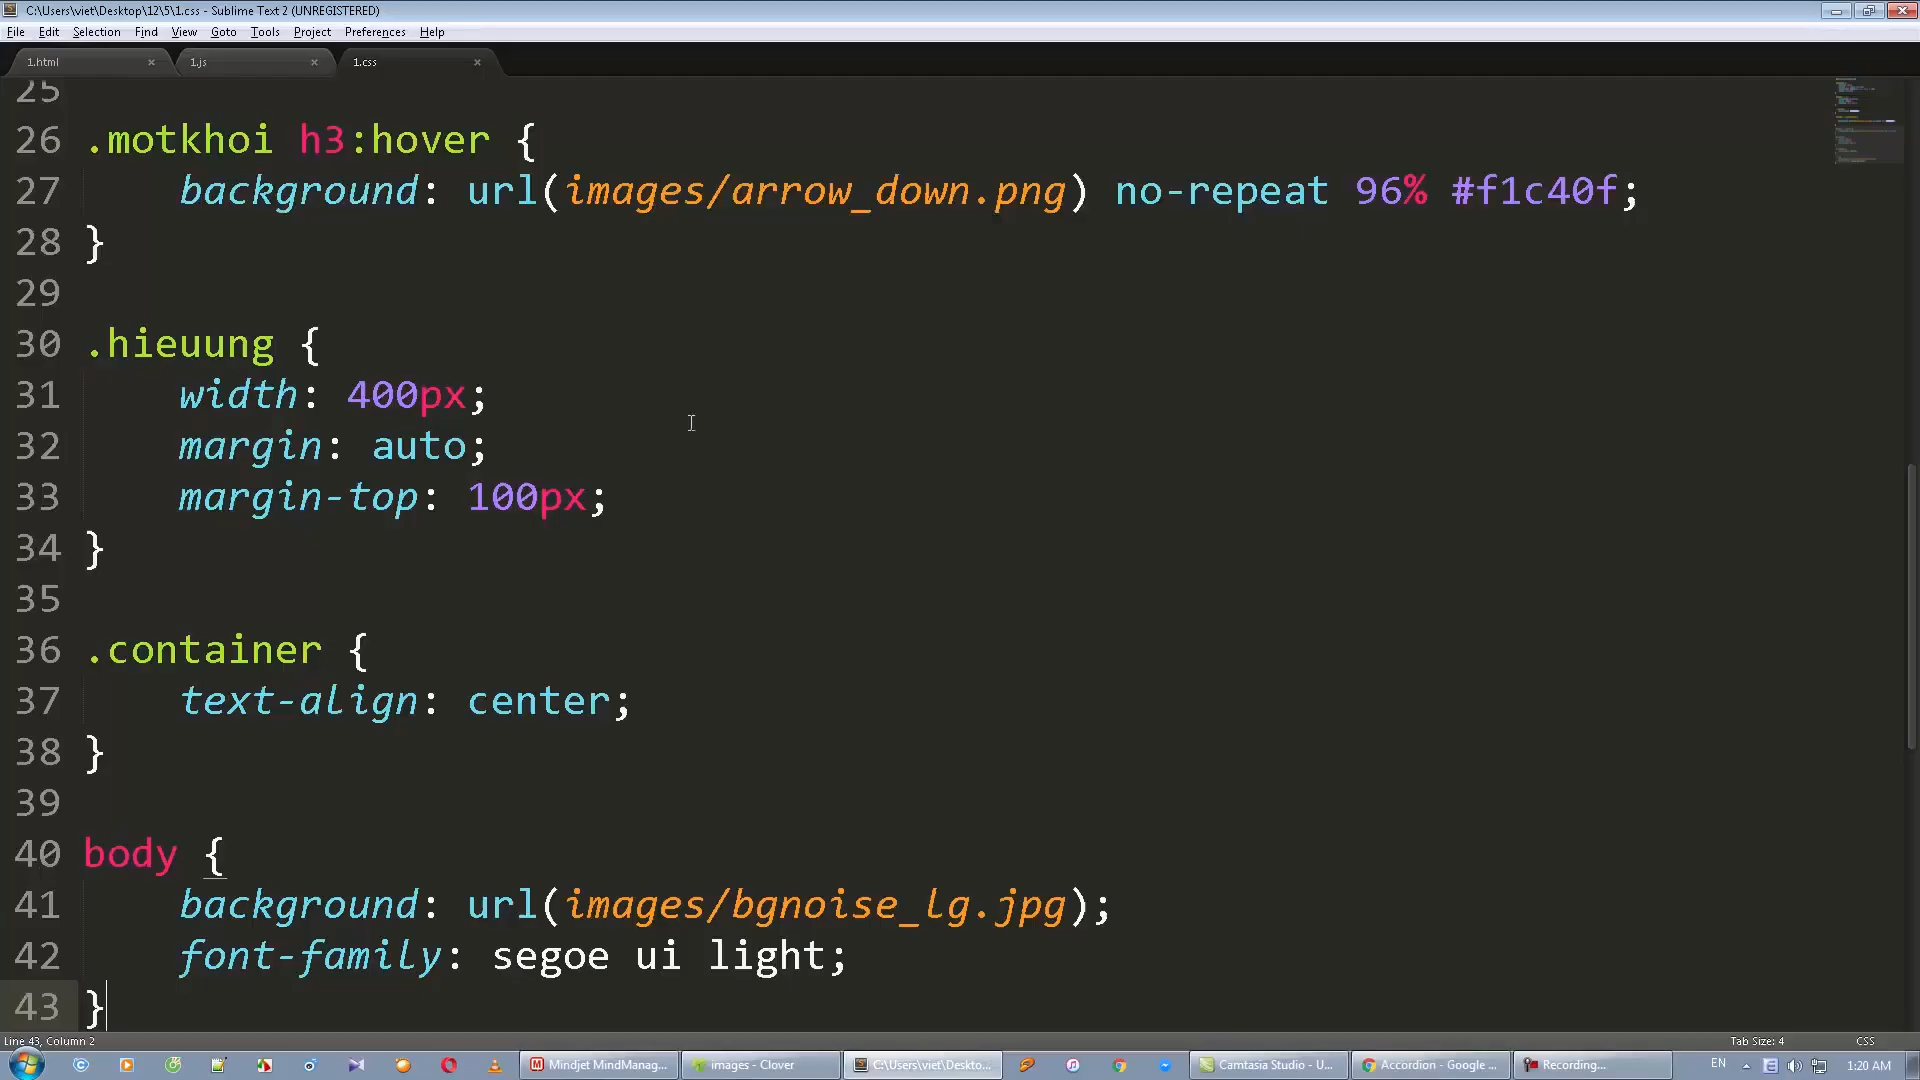 C:\Users\viet\Desktop\12\5\1.css - Sublime Text 2 (UNREGISTERED)
File Edit Selection Find View Goto Tools Project Preferences Help
1.html × 1.js × 1.css ×
25
26 .motkhoi h3:hover {
27 background: url(images/arrow_down.png) no-repeat 96% #f1c40f;
28 }
29
30 .hieuung {
31 width: 400px;
32 margin: auto;
33 margin-top: 100px;
34 }
35
36 .container {
37 text-align: center;
38 }
39
40 body {
41 background: url(images/bgnoise_lg.jpg);
42 font-family: segoe ui light;
43 }
Line 43, Column 2 Tab Size: 4 CSS
Mindjet MindManag... images - Clover C:\Users\viet\Deskto... Camtasia Studio - U... Accordion - Google ... Recording... EN 1:20 AM